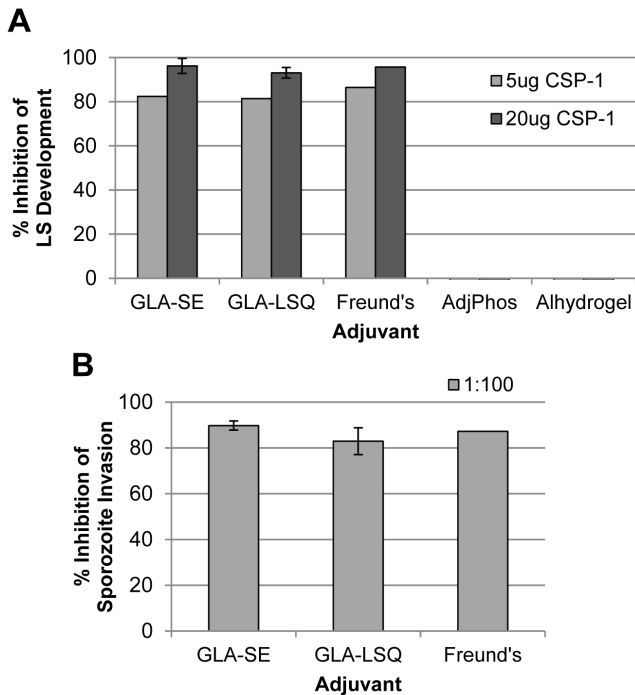 A
% Inhibition of
LS Development
100
80
60
40
20
0
5ug CSP-1
20ug CSP-1
GLA-SE GLA-LSQ Freund's AdjPhos Alhydrogel
Adjuvant
B
% Inhibition of
Sporozoite Invasion
1:100
100
80
60
40
20
0
GLA-SE GLA-LSQ Freund's
Adjuvant